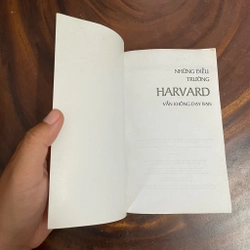 NHỮNG ĐIỀU
TRƯỜNG
HARVARD
VẪN KHÔNG DẠY BẠN